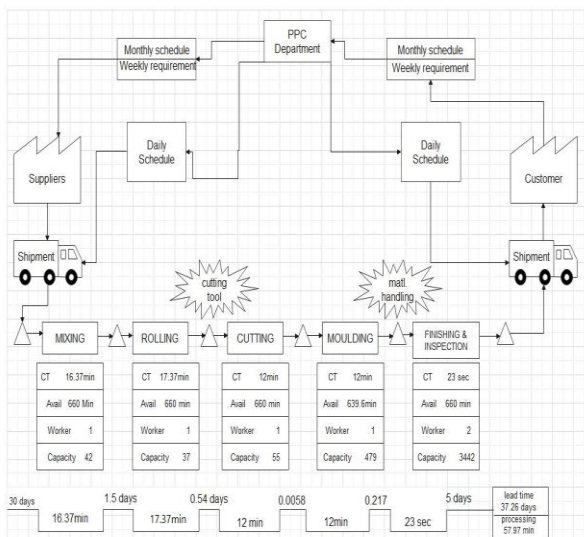 PPC
Department
Monthly schedule
Weekly requirement
Monthly schedule
Weekly requirement
Suppliers
Daily
Schedule
Daily
Schedule
Customer
Shipment
Shipment
cutting
tool
matl.
handling
MIXING
ROLLING
CUTTING
MOULDING
FINISHING &
INSPECTION
CT 16.37min
Avail 660 Min
Worker 1
Capacity 42
CT 17.37min
Avail 660 min
Worker 1
Capacity 37
CT 12min
Avail 660 min
Worker 1
Capacity 55
CT 12min
Avail 639.6min
Worker 1
Capacity 479
CT 23 sec
Avail 660 min
Worker 2
Capacity 3442
30 days
1.5 days
0.54 days
0.0058
0.217
5 days
16.37min
17.37min
12 min
12min
23 sec
lead time
37.26 days
processing
57.97 min